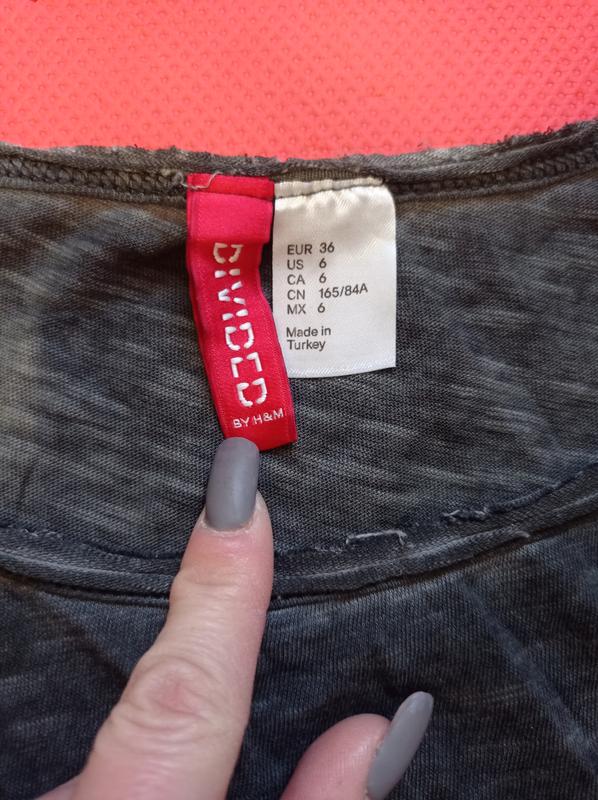 DIVIDED
BY H&M
EUR 36
US 6
CA 6
CN 165/84A
MX 6
Made in
Turkey